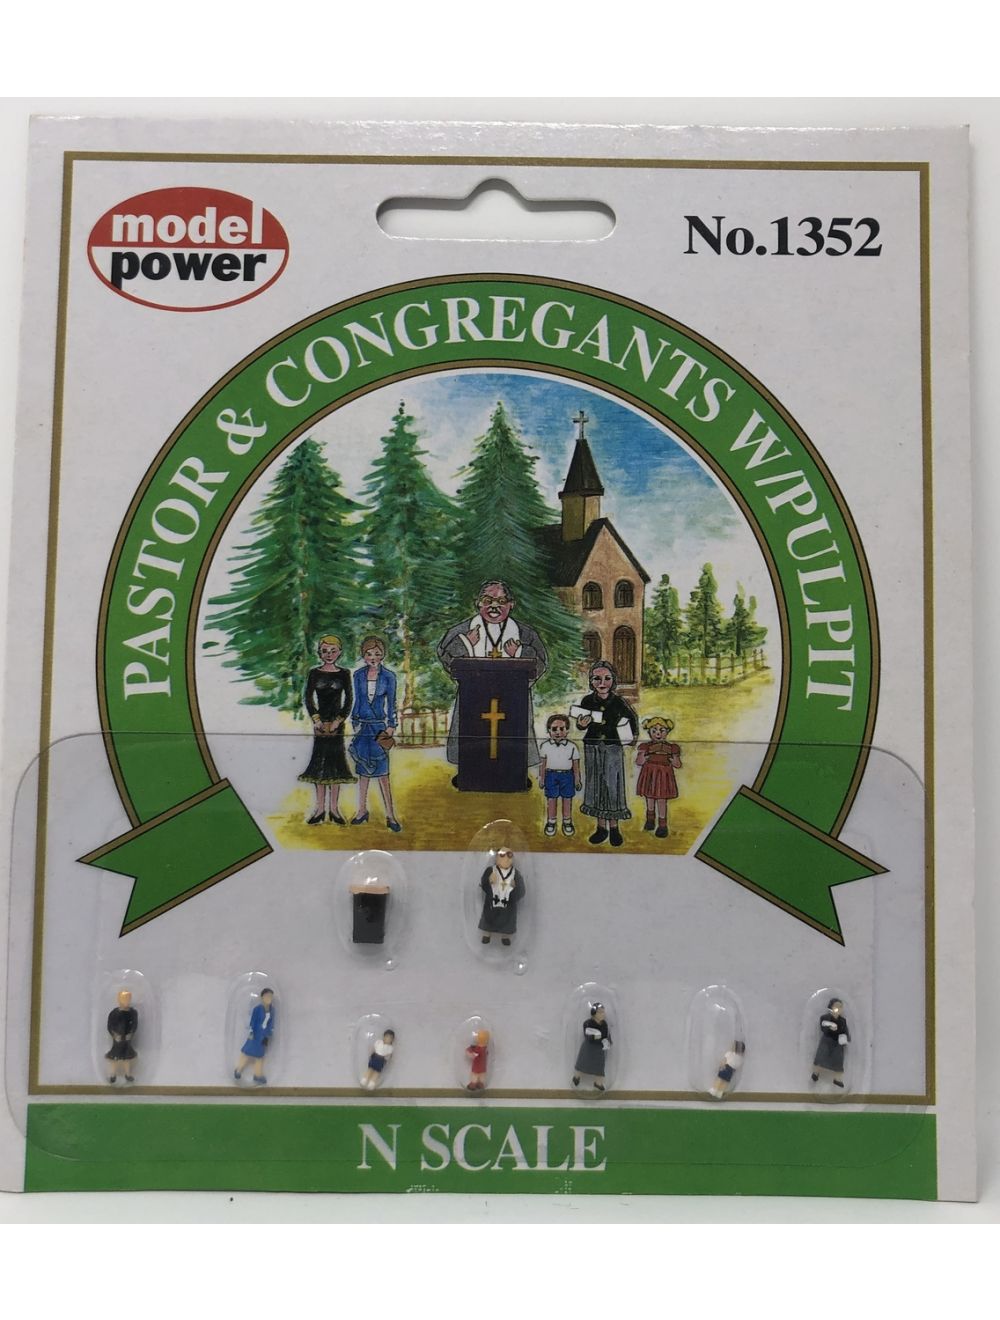 model
power
No.1352
PASTOR & CONGREGANTS W/PULPIT
N SCALE